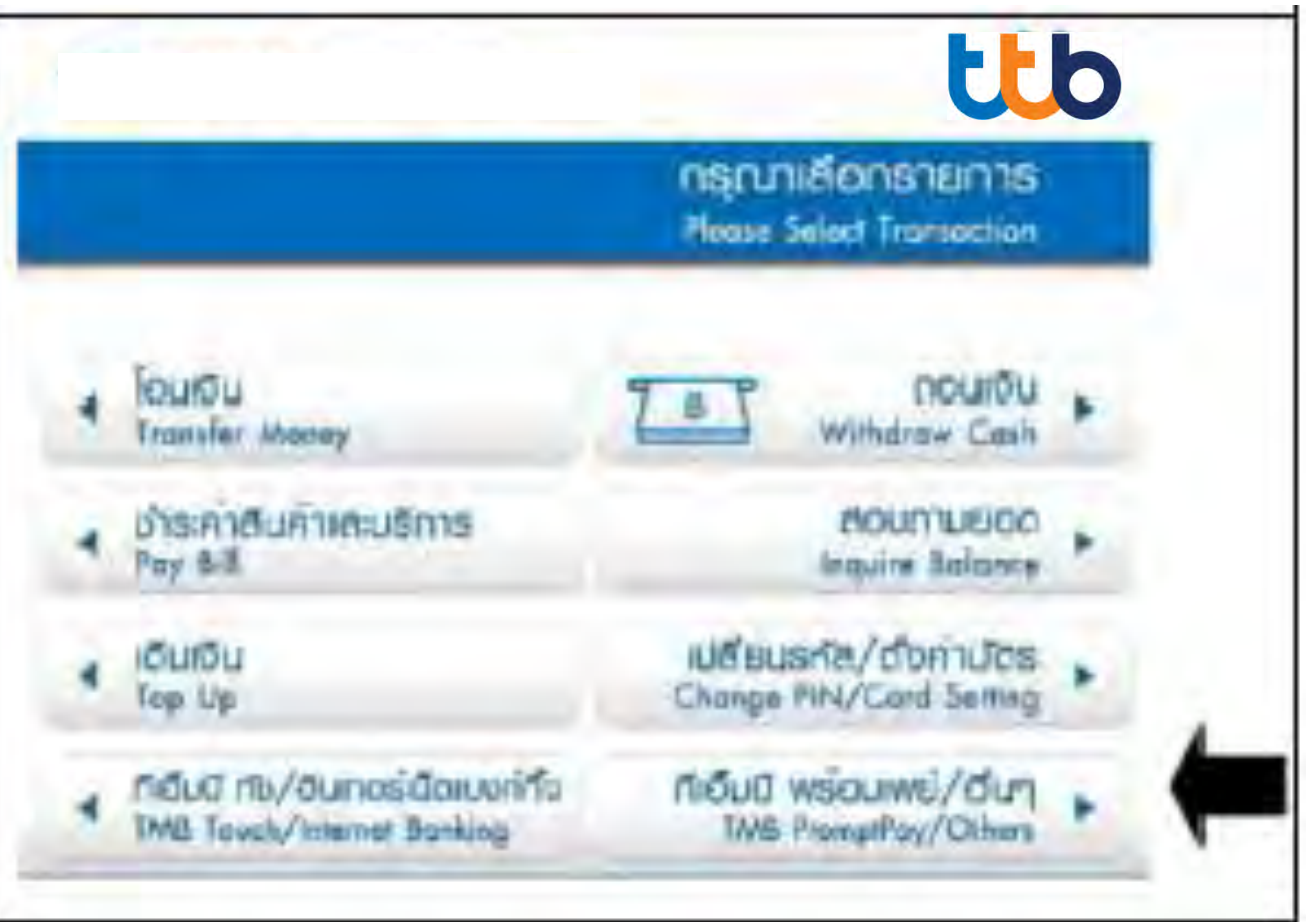 ttb
กรุณาเลือกรายการ
Please Select Transaction
โอนเงิน
Transfer Money
ถอนเงิน
Withdraw Cash
ชำระค่าสินค้าและบริการ
Pay Bill
สอบถามยอด
Inquire Balance
เติมเงิน
Top Up
เปลี่ยนรหัส/ตั้งค่าบัตร
Change PIN/Card Setting
ทีเอ็มบี ทัช/อินเทอร์เน็ตแบงก์กิ้ง
TMB Touch/Internet Banking
ทีเอ็มบี พร้อมเพย์/อื่นๆ
TMB PromptPay/Others